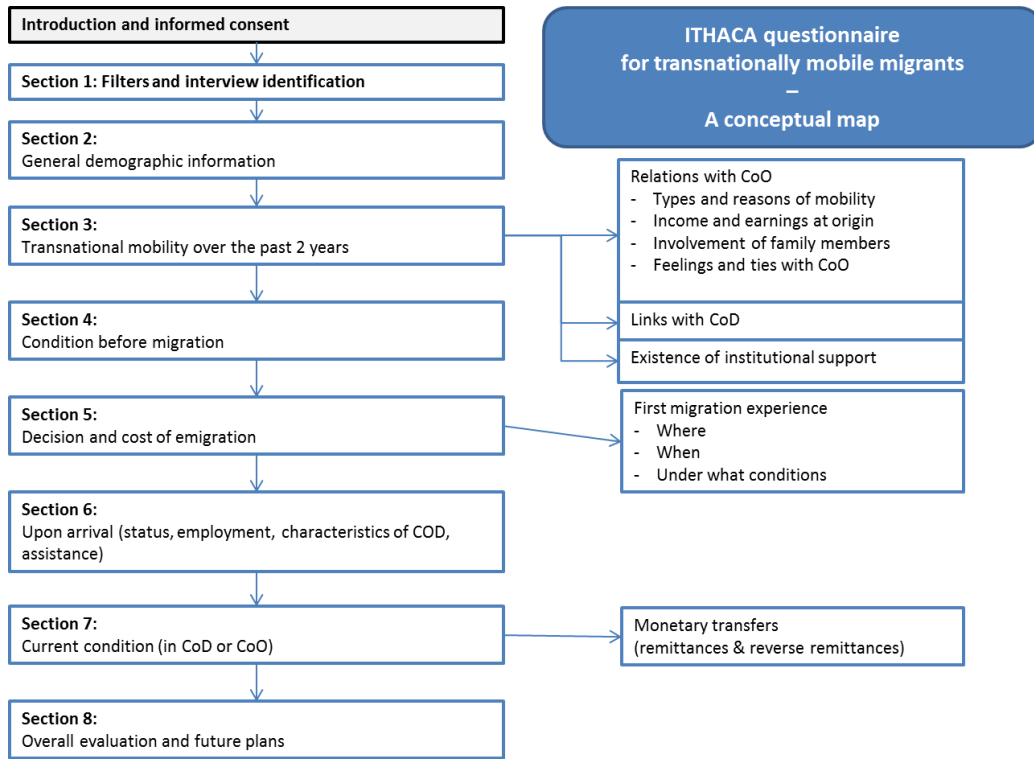 Introduction and informed consent
ITHACA questionnaire
for transnationally mobile migrants
–
A conceptual map
Section 1: Filters and interview identification
Section 2:
General demographic information
Section 3:
Transnational mobility over the past 2 years
Relations with CoO
- Types and reasons of mobility
- Income and earnings at origin
- Involvement of family members
- Feelings and ties with CoO
Links with CoD
Existence of institutional support
Section 4:
Condition before migration
Section 5:
Decision and cost of emigration
First migration experience
- Where
- When
- Under what conditions
Section 6:
Upon arrival (status, employment, characteristics of COD,
assistance)
Section 7:
Current condition (in CoD or CoO)
Monetary transfers
(remittances & reverse remittances)
Section 8:
Overall evaluation and future plans